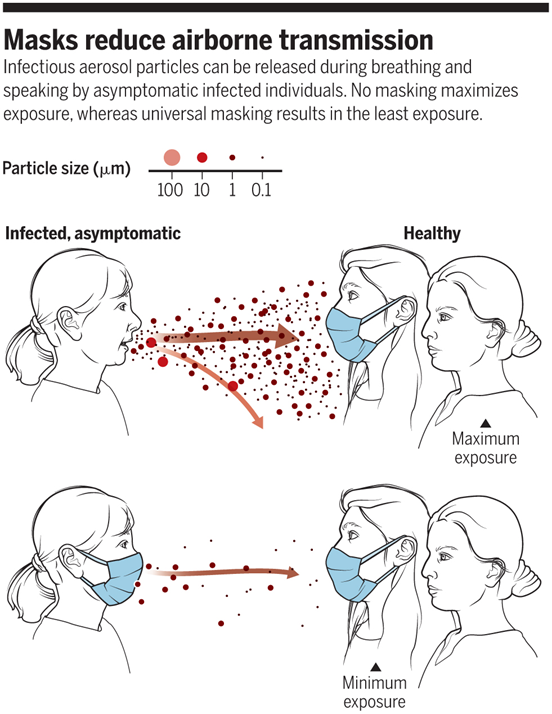 Masks reduce airborne transmission
Infectious aerosol particles can be released during breathing and
speaking by asymptomatic infected individuals. No masking maximizes
exposure, whereas universal masking results in the least exposure.
Particle size (μm)
100 10 1 0.1
Infected, asymptomatic Healthy
Maximum
exposure
Minimum
exposure